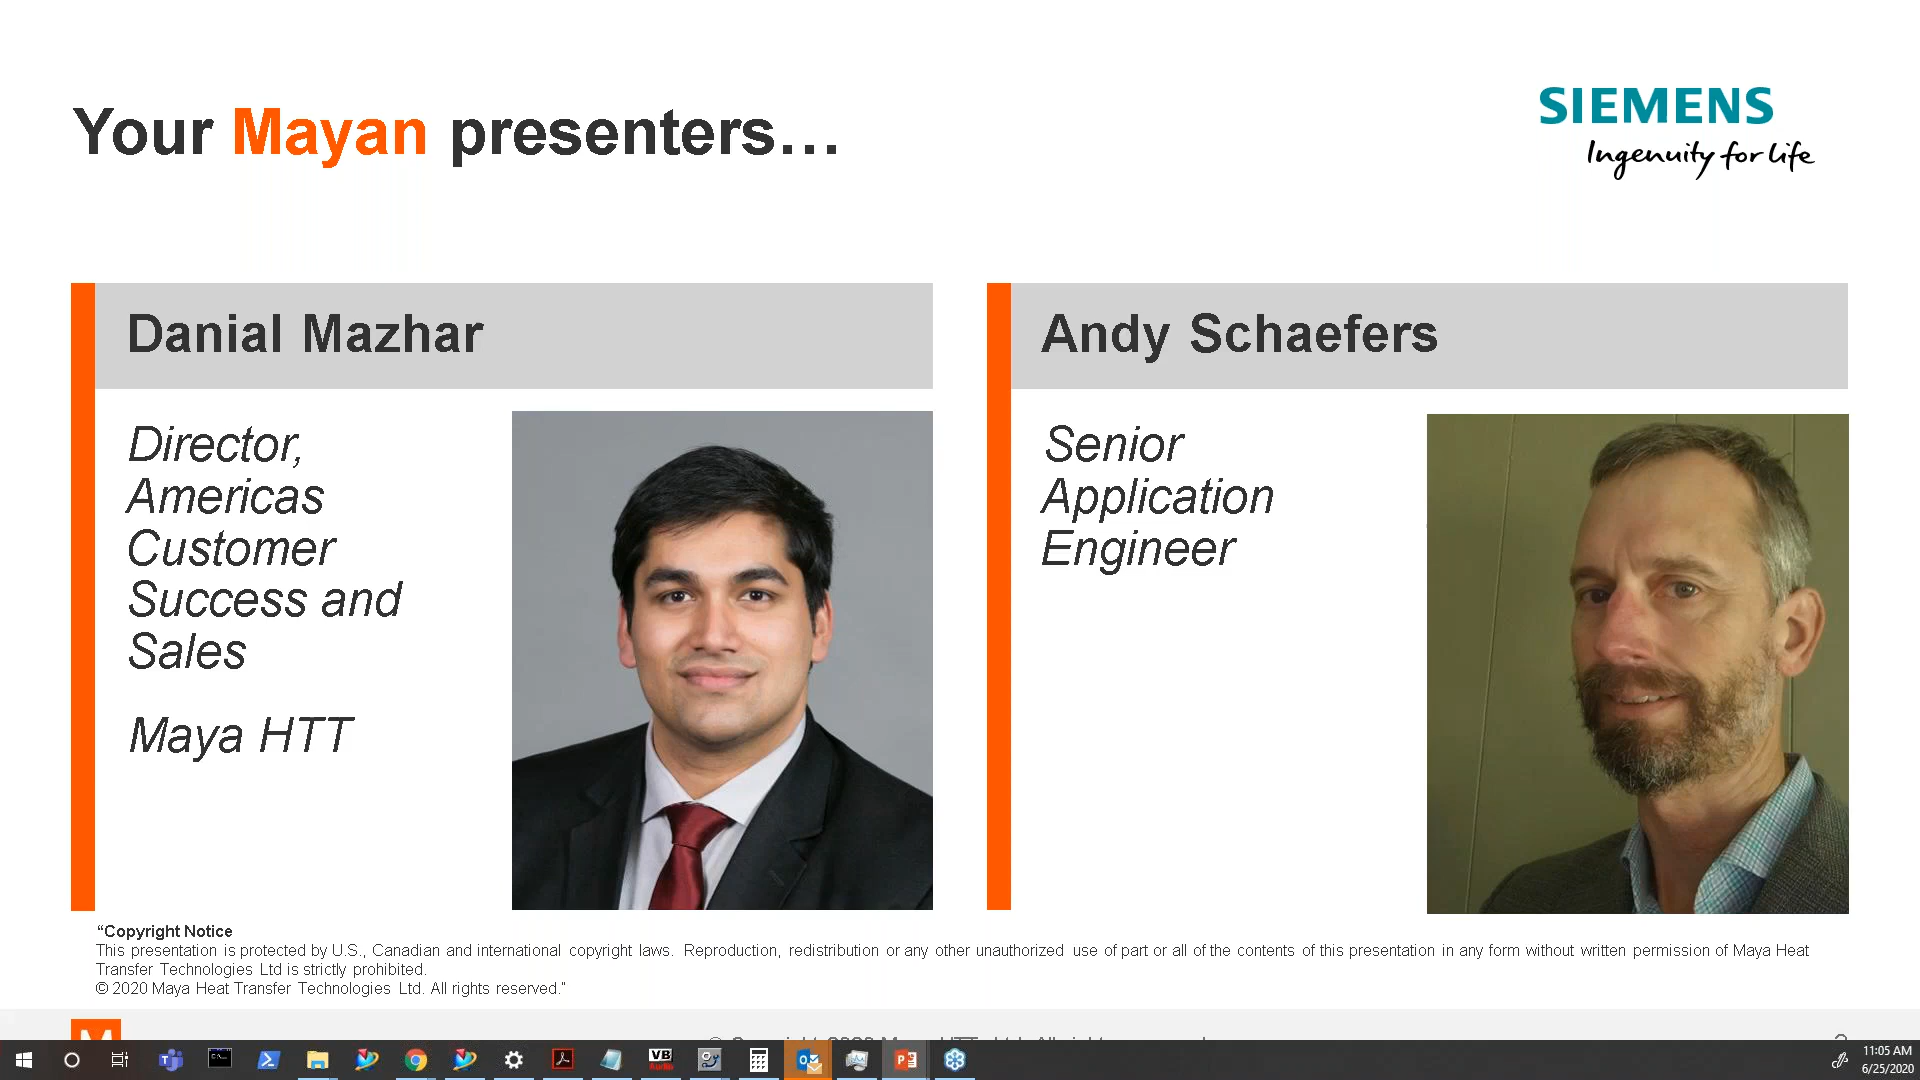 Your Mayan presenters…
SIEMENS
Ingenuity for life
Danial Mazhar
Director,
Americas
Customer
Success and
Sales
Maya HTT
Andy Schaefers
Senior
Application
Engineer
“Copyright Notice
This presentation is protected by U.S., Canadian and international copyright laws. Reproduction, redistribution or any other unauthorized use of part or all of the contents of this presentation in any form without written permission of Maya Heat
Transfer Technologies Ltd is strictly prohibited.
© 2020 Maya Heat Transfer Technologies Ltd. All rights reserved.”
VB
11:05 AM
6/25/2020